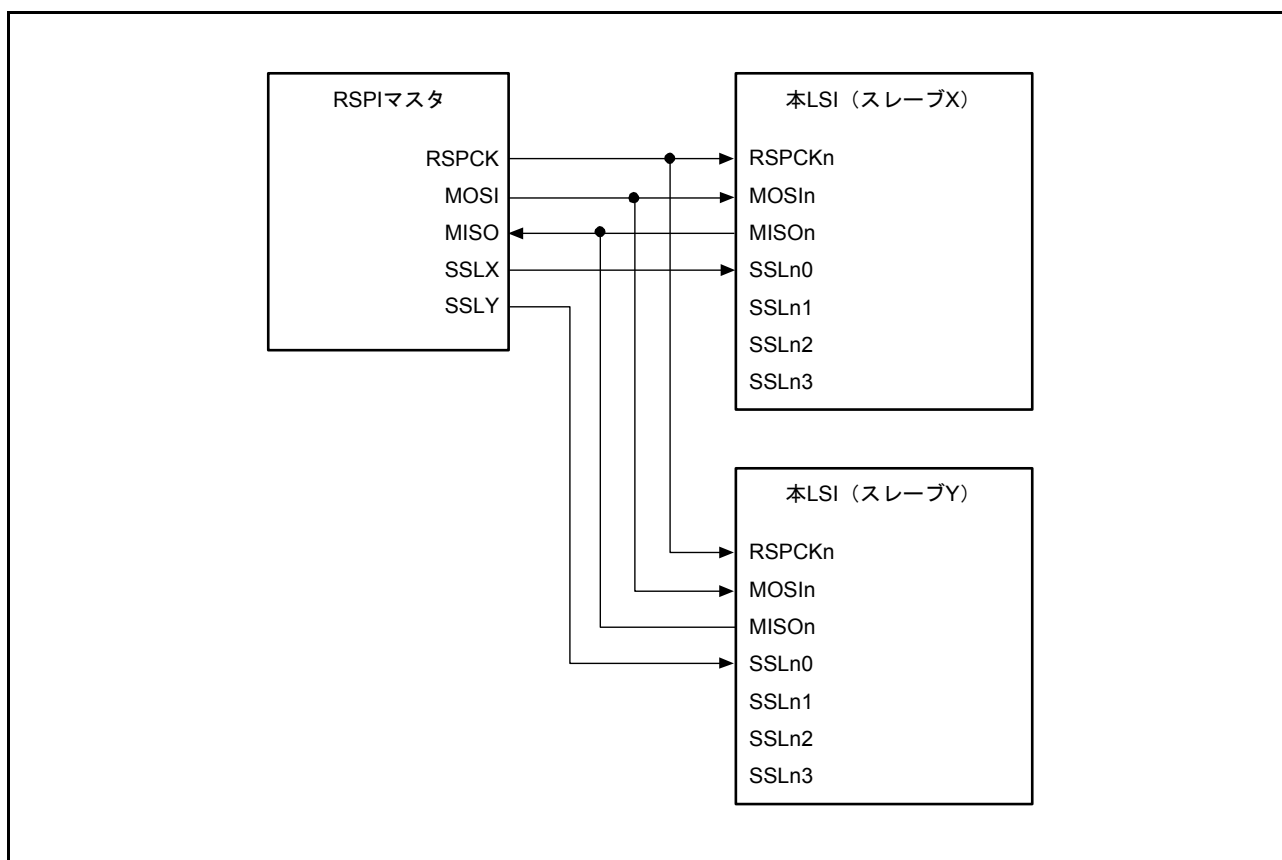 RSPIマスタ
RSPCK
MOSI
MISO
SSLX
SSLY
本LSI（スレーブX）
RSPCKn
MOSIn
MISOn
SSLn0
SSLn1
SSLn2
SSLn3
本LSI（スレーブY）
RSPCKn
MOSIn
MISOn
SSLn0
SSLn1
SSLn2
SSLn3